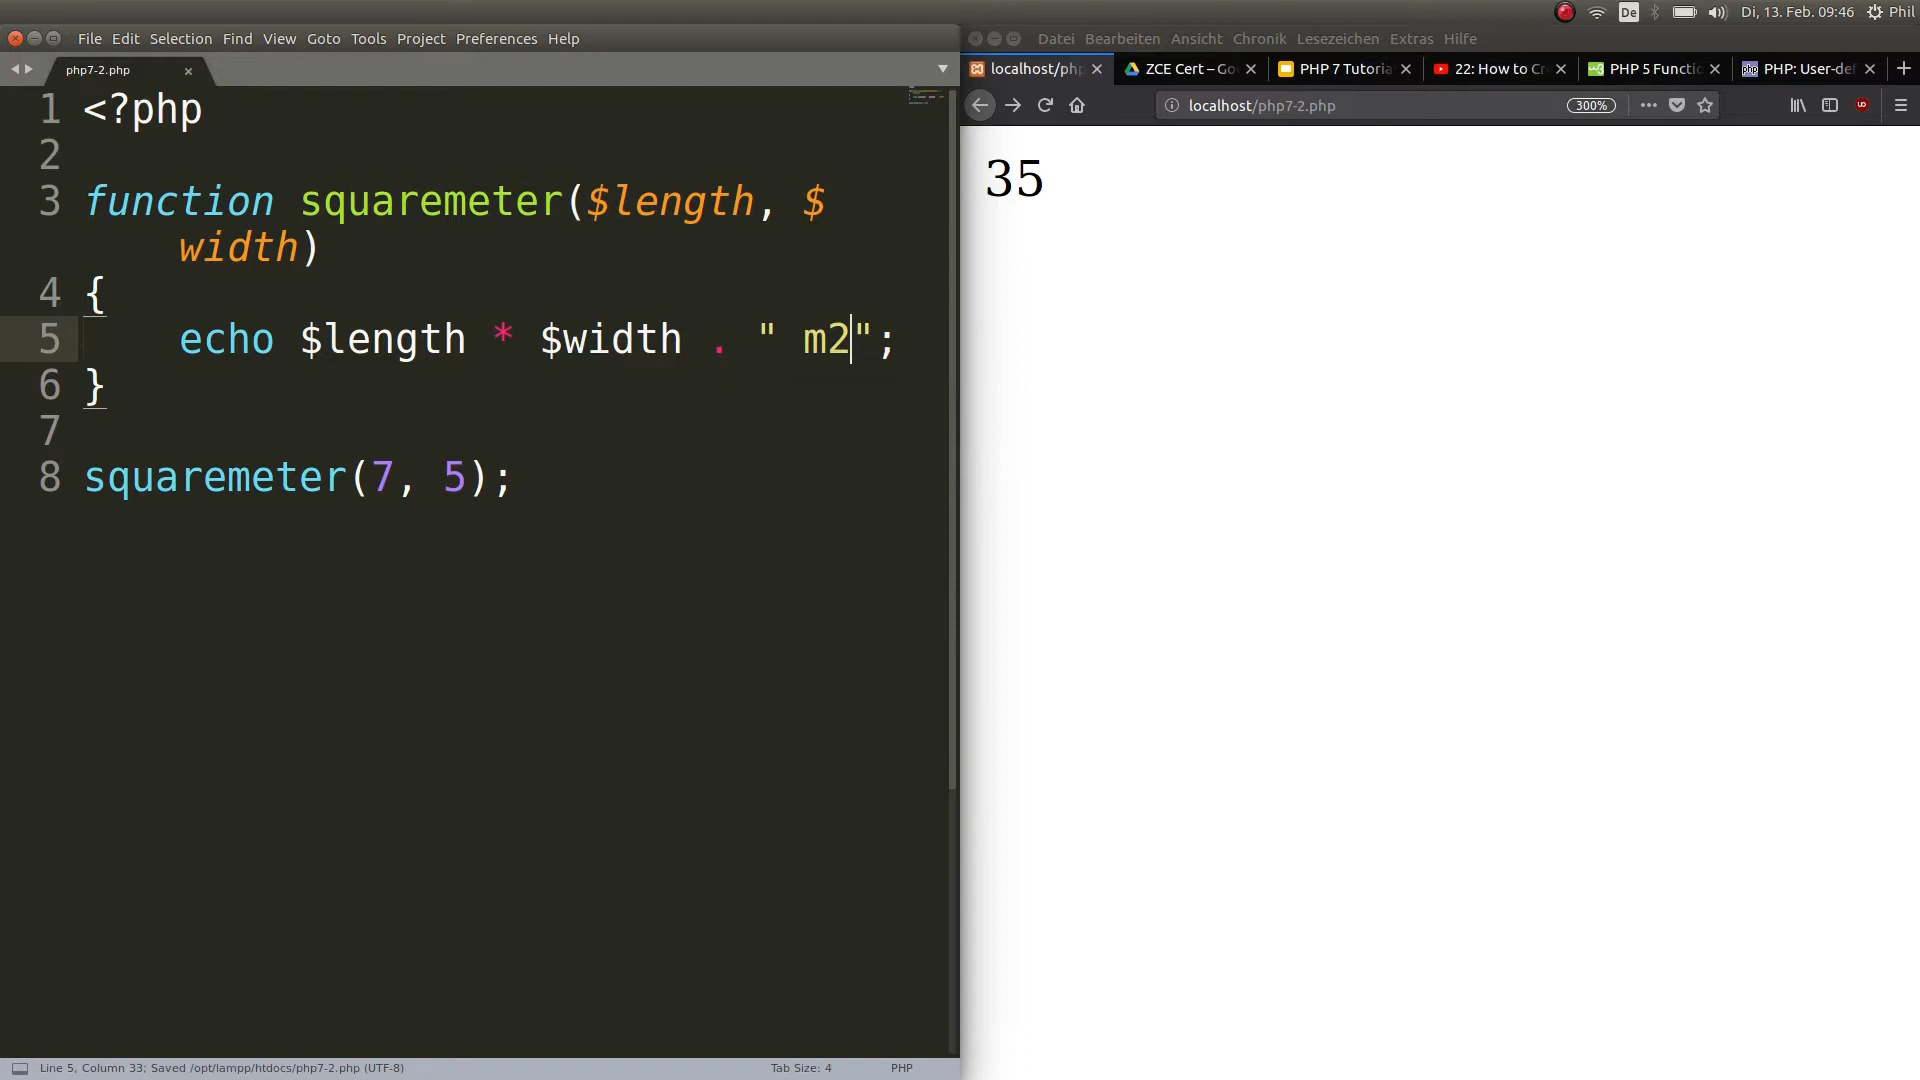 De
Di, 13. Feb. 09:46
Phil
File Edit Selection Find View Goto Tools Project Preferences Help
Datei Bearbeiten Ansicht Chronik Lesezeichen Extras Hilfe
php7-2.php
localhost/php
ZCE Cert – Go
PHP 7 Tutoria
22: How to Cr
PHP 5 Functio
PHP: User-def
localhost/php7-2.php
300%
1 <?php
2
3 function squaremeter($length, $
width)
4 {
5 echo $length * $width . " m2";
6 }
7
8 squaremeter(7, 5);
35
Line 5, Column 33; Saved /opt/lampp/htdocs/php7-2.php (UTF-8)
Tab Size: 4
PHP